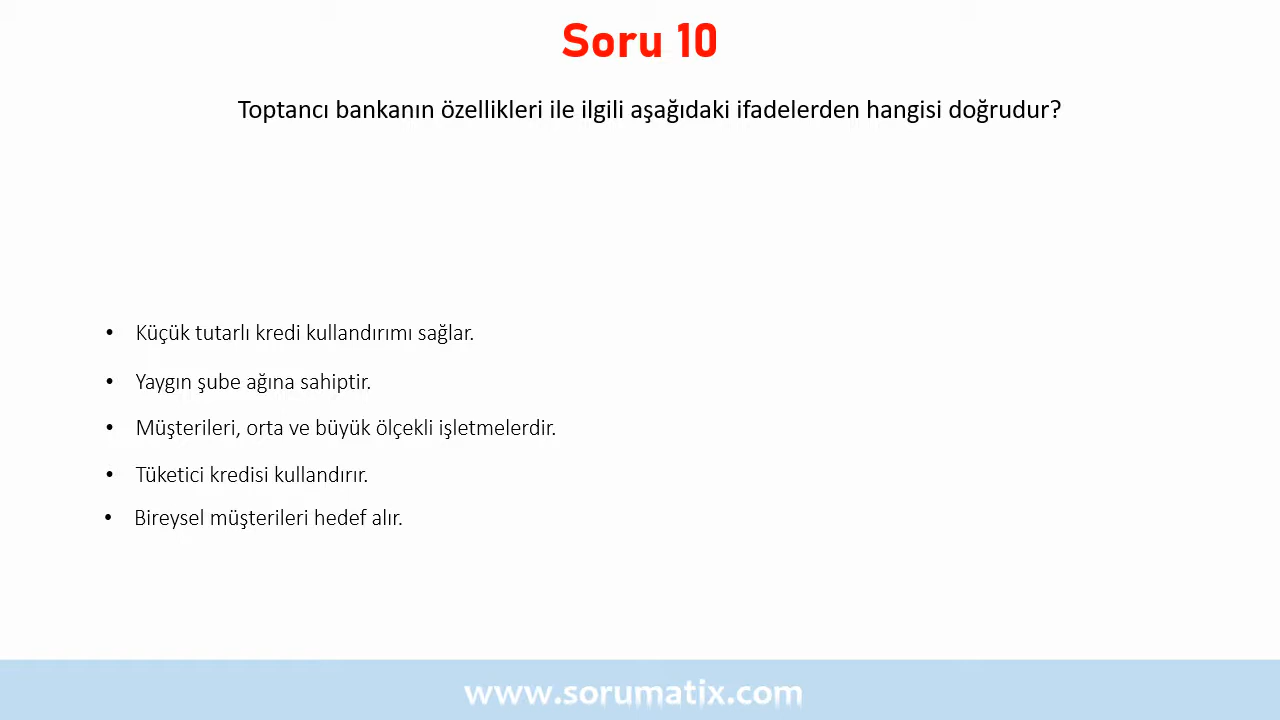 Soru 10
Toptancı bankanın özellikleri ile ilgili aşağıdaki ifadelerden hangisi doğrudur?
• Küçük tutarlı kredi kullandırımı sağlar.
• Yaygın şube ağına sahiptir.
• Müşterileri, orta ve büyük ölçekli işletmelerdir.
• Tüketici kredisi kullandırır.
• Bireysel müşterileri hedef alır.
www.sorumatix.com